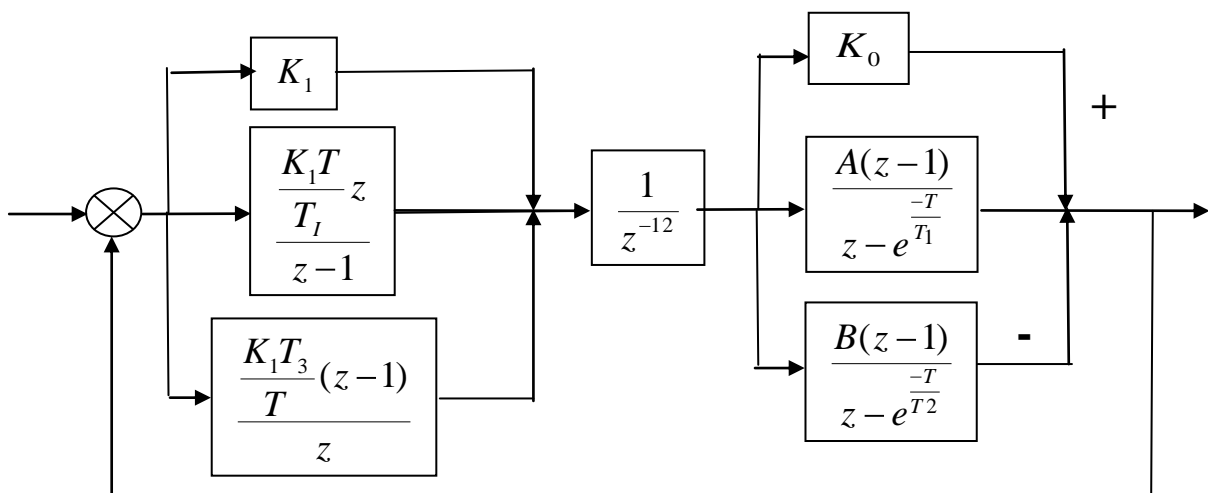 K₁
K₁T
T_I
z
z−1
K₁T₃
T
(z−1)
z
1
z⁻¹²
K₀
+
A(z−1)
z − e^(−T/T₁)
B(z−1)
z − e^(−T/T2)
-